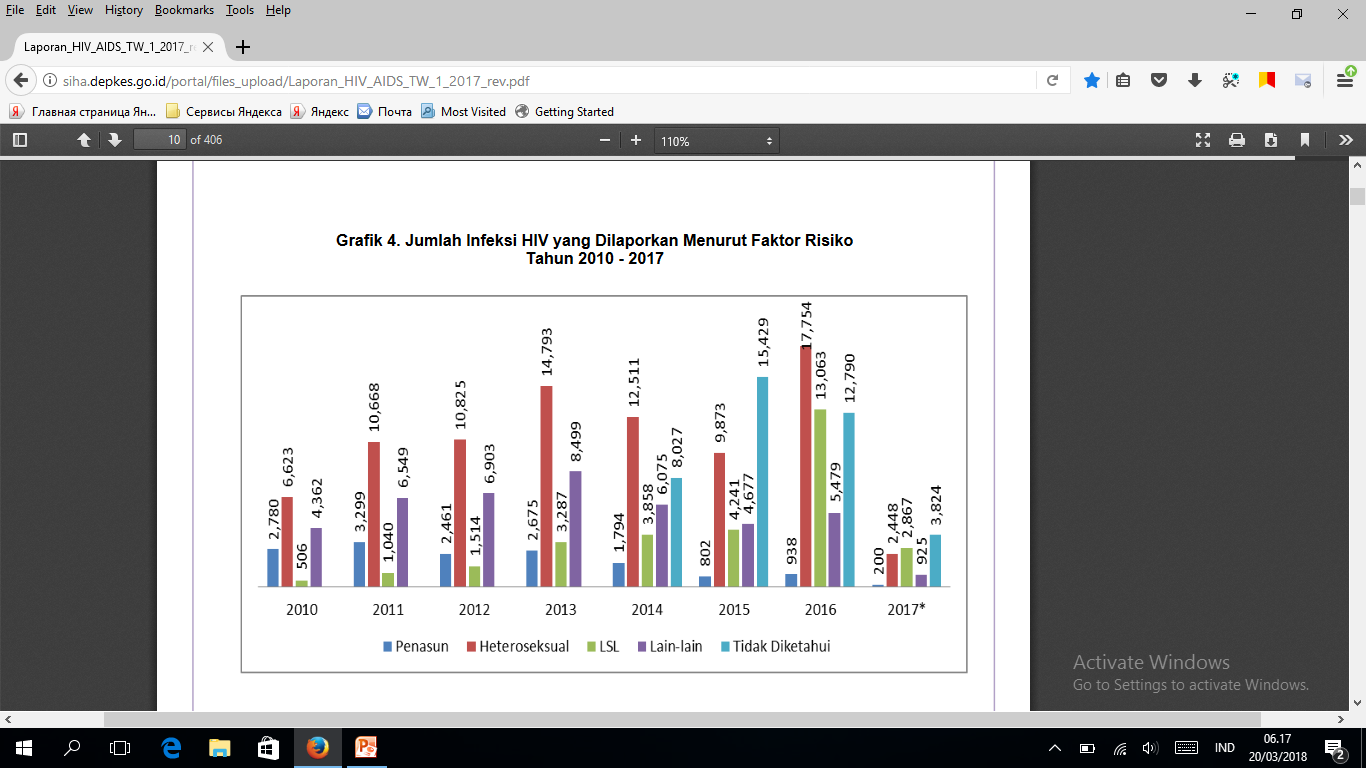 File Edit View History Bookmarks Tools Help
Laporan_HIV_AIDS_TW_1_2017_r
siha.depkes.go.id/portal/files_upload/Laporan_HIV_AIDS_TW_1_2017_rev.pdf
Главная страница Ян... Сервисы Яндекса Яндекс Почта Most Visited Getting Started
10 of 406 110%
Grafik 4. Jumlah Infeksi HIV yang Dilaporkan Menurut Faktor Risiko
Tahun 2010 - 2017
2,780 6,623 506 4,362
3,299 10,668 1,040 6,549
2,461 10,825 1,514 6,903
2,675 14,793 3,287 8,499
1,794 12,511 3,858 6,075 8,027
802 9,873 4,241 4,677 15,429
938 17,754 13,063 5,479 12,790
200 2,448 2,867 925 3,824
2010 2011 2012 2013 2014 2015 2016 2017*
Penasun Heteroseksual LSL Lain-lain Tidak Diketahui
Activate Windows
Go to Settings to activate Windows.
IND
06.17
20/03/2018
2